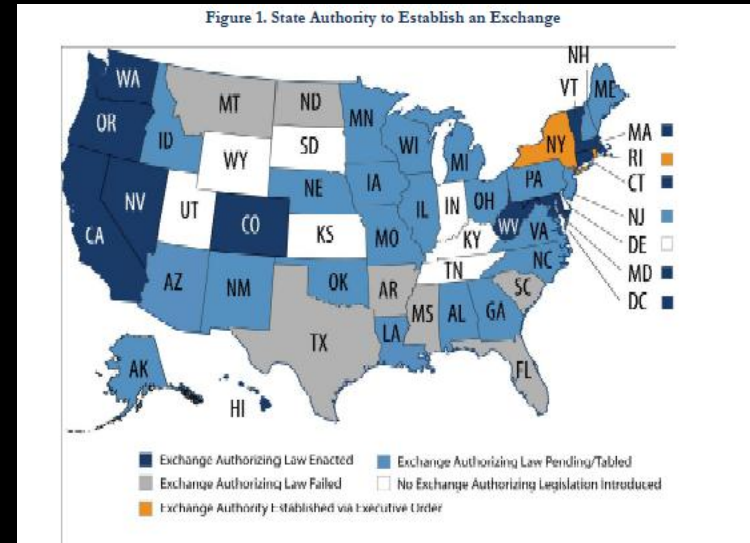 Figure 1. State Authority to Establish an Exchange
NH
VT
ME
WA
MT
ND
MN
OR
ID
WY
SD
WI
MI
NY
MA
RI
CT
NV
UT
CO
NE
IA
IL
IN
OH
PA
NJ
CA
KS
MO
KY
WV
VA
DE
MD
DC
AZ
NM
OK
AR
TN
NC
SC
MS
AL
GA
TX
LA
FL
AK
HI
Exchange Authorizing Law Enacted
Exchange Authorizing Law Pending/Tabled
Exchange Authorizing Law Failed
No Exchange Authorizing Legislation Introduced
Exchange Authority Established via Executive Order